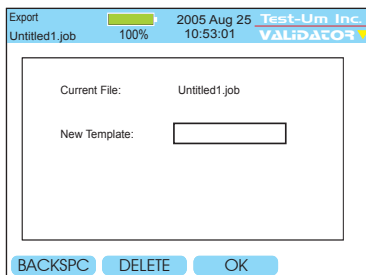 Export 2005 Aug 25 Test-Um Inc.
Untitled1.job 100% 10:53:01 VALiDATOR
Current File: Untitled1.job
New Template:
BACKSPC DELETE OK